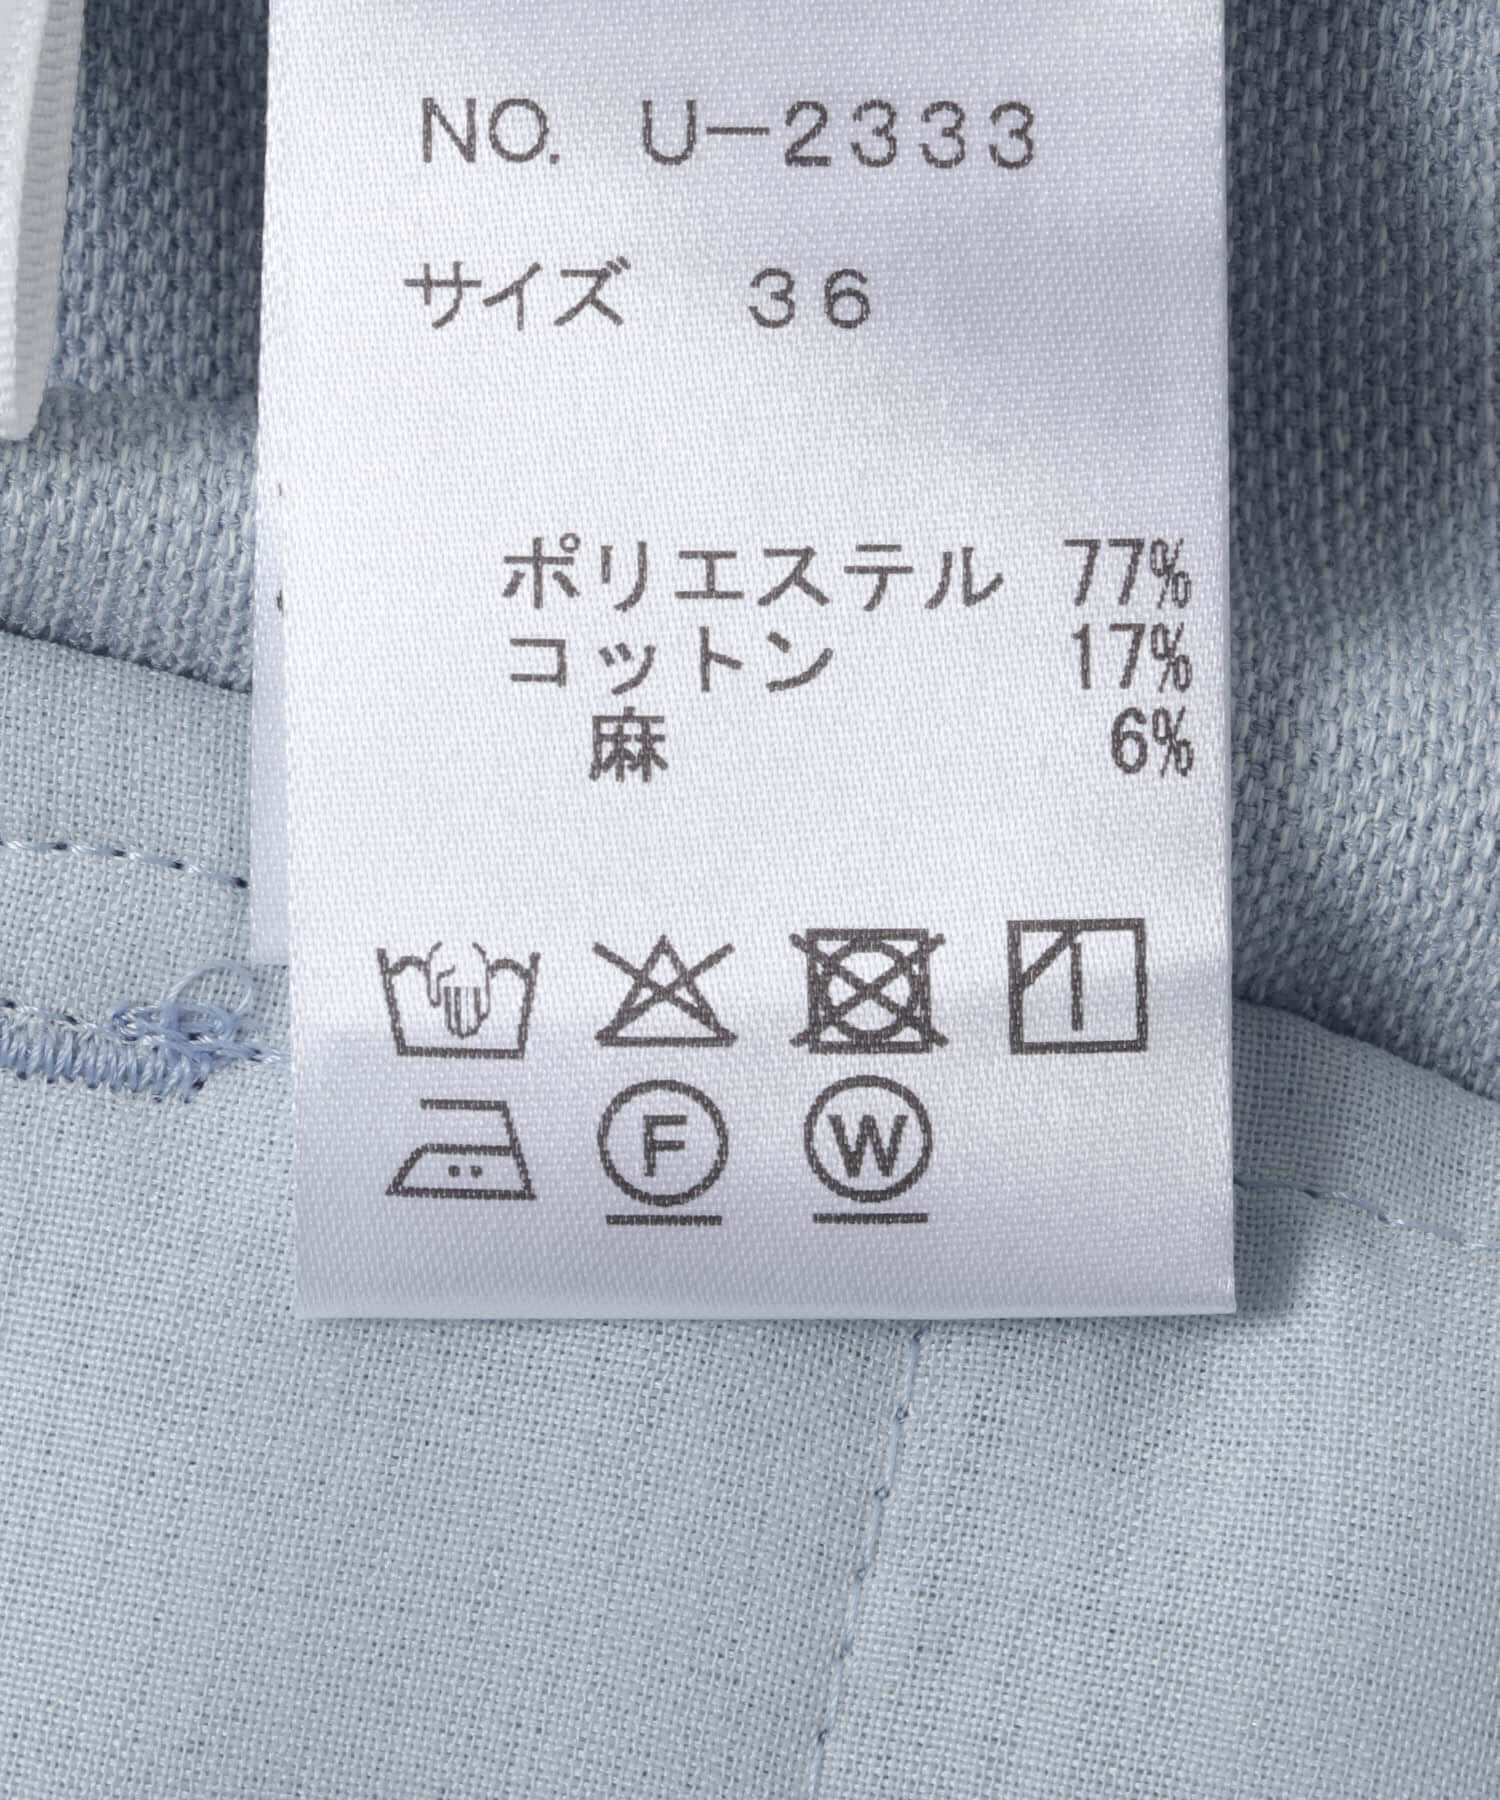 NO. U−2333
サイズ 36
ポリエステル 77%
コットン 17%
麻 6%
F W